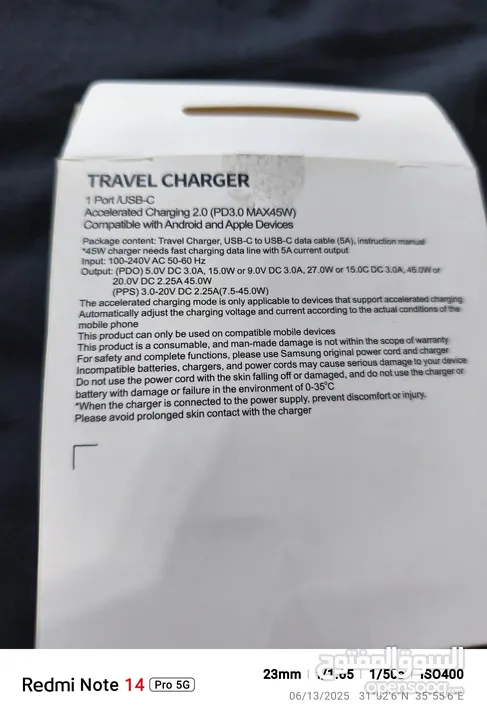 TRAVEL CHARGER
1 Port /USB-C
Accelerated Charging 2.0 (PD3.0 MAX45W)
Compatible with Android and Apple Devices
Package content: Travel Charger, USB-C to USB-C data cable (5A), instruction manual
*45W charger needs fast charging data line with 5A current output
Input: 100-240V AC 50-60 Hz
Output: (PDO) 5.0V DC 3.0A, 15.0W or 9.0V DC 3.0A, 27.0W or 15.0C DC 3.0A, 45.0W or
20.0V DC 2.25A 45.0W
(PPS) 3.0-20V DC 2.25A(7.5-45.0W)
The accelerated charging mode is only applicable to devices that support accelerated charging
Automatically adjust the charging voltage and current according to the actual conditions of the
mobile phone
This product can only be used on compatible mobile devices
This product is a consumable, and man-made damage is not within the scope of warranty
For safety and complete functions, please use Samsung original power cord and charger
Incompatible batteries, chargers, and power cords may cause serious damage to your device
Do not use the power cord with the skin falling off or damaged, and do not use the charger or
battery with damage or failure in the environment of 0-35°C
*When the charger is connected to the power supply, prevent discomfort or injury.
Please avoid prolonged skin contact with the charger
السوق المفتوح
opensooq.com
Redmi Note 14 Pro 5G
23mm ISO400
06/13/2025 31°02'6"N 35°55'6"E